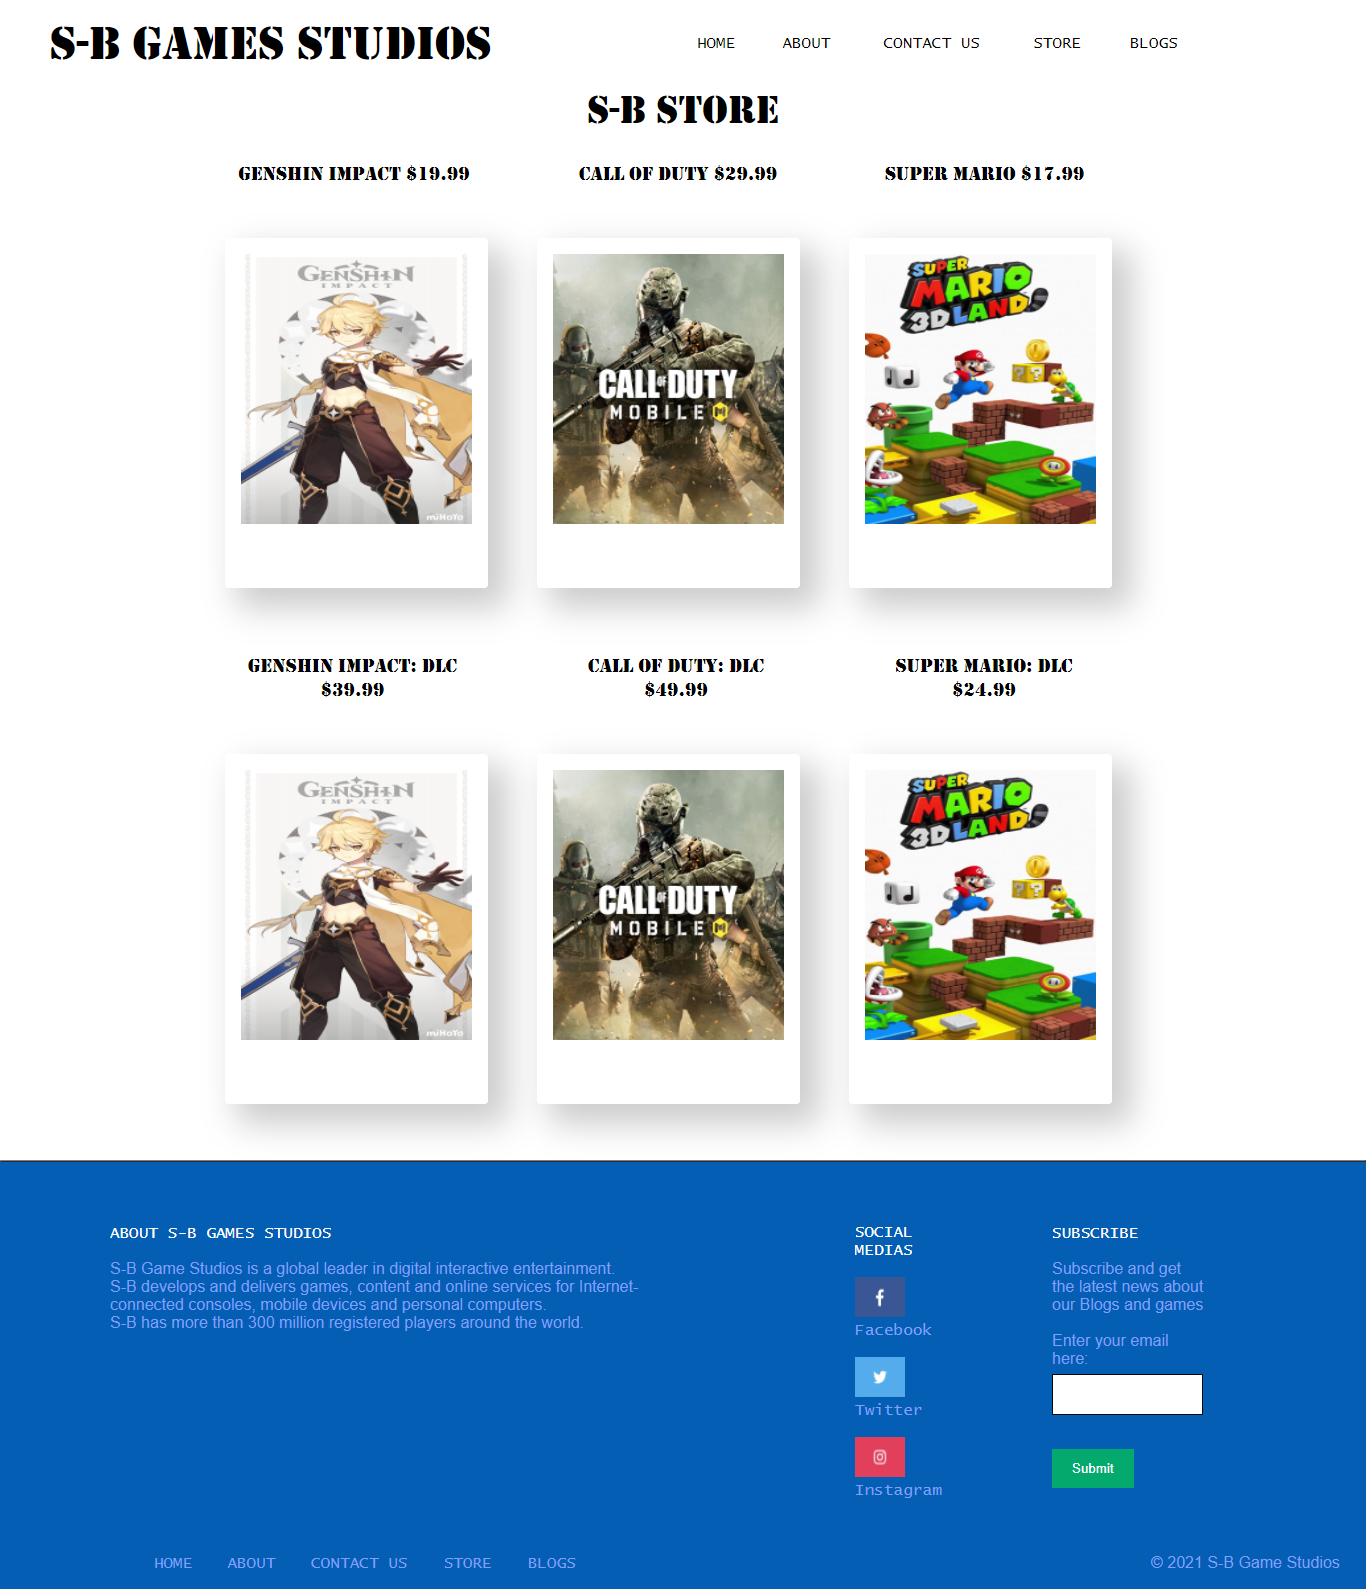 S-B GAMES STUDIOS
HOME ABOUT CONTACT US STORE BLOGS
S-B STORE
GENSHIN IMPACT $19.99
CALL OF DUTY $29.99
SUPER MARIO $17.99
GENSHIN
IMPACT
miHoYo
CALL OF DUTY
MOBILE
SUPER
MARIO
3D LAND
GENSHIN IMPACT: DLC
$39.99
CALL OF DUTY: DLC
$49.99
SUPER MARIO: DLC
$24.99
GENSHIN
IMPACT
miHoYo
CALL OF DUTY
MOBILE
SUPER
MARIO
3D LAND
ABOUT S-B GAMES STUDIOS
S-B Game Studios is a global leader in digital interactive entertainment.
S-B develops and delivers games, content and online services for Internet-
connected consoles, mobile devices and personal computers.
S-B has more than 300 million registered players around the world.
SOCIAL
MEDIAS
Facebook
Twitter
Instagram
SUBSCRIBE
Subscribe and get
the latest news about
our Blogs and games
Enter your email
here:
Submit
HOME ABOUT CONTACT US STORE BLOGS
© 2021 S-B Game Studios